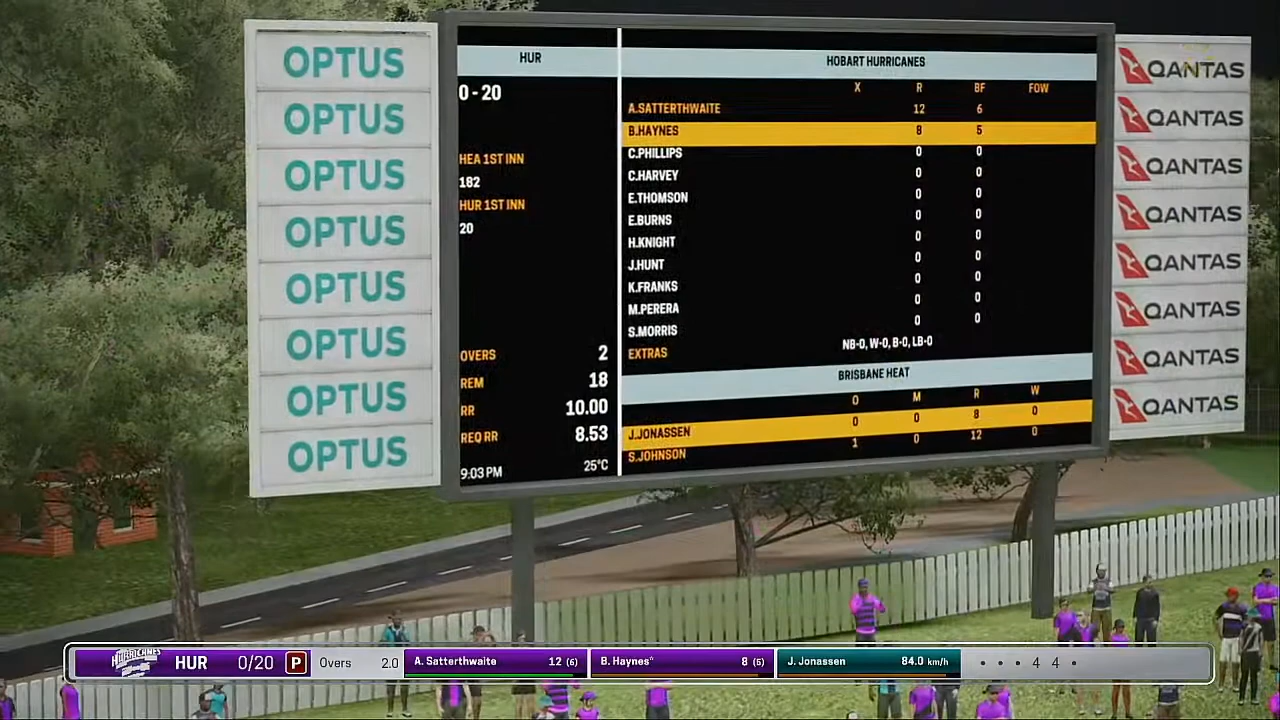 OPTUS
OPTUS
OPTUS
OPTUS
OPTUS
OPTUS
OPTUS
OPTUS
HUR
0 - 20
HEA 1ST INN
182
HUR 1ST INN
20
OVERS 2
REM 18
RR 10.00
REQ RR 8.53
9:03 PM 25°C
HOBART HURRICANES
X R BF FOW
A.SATTERTHWAITE 12 6
B.HAYNES 8 5
C.PHILLIPS 0 0
C.HARVEY 0 0
E.THOMSON 0 0
E.BURNS 0 0
H.KNIGHT 0 0
J.HUNT 0 0
K.FRANKS 0 0
M.PERERA 0 0
S.MORRIS 0 0
EXTRAS NB-0, W-0, B-0, LB-0
BRISBANE HEAT
O M R W
J.JONASSEN 0 0 8 0
S.JOHNSON 1 0 12 0
QANTAS
QANTAS
QANTAS
QANTAS
QANTAS
QANTAS
QANTAS
QANTAS
HURRICANES HUR 0/20 P Overs 2.0 A. Satterthwaite 12 (6) B. Haynes* 8 (5) J. Jonassen 84.0 km/h • • • 4 4 •